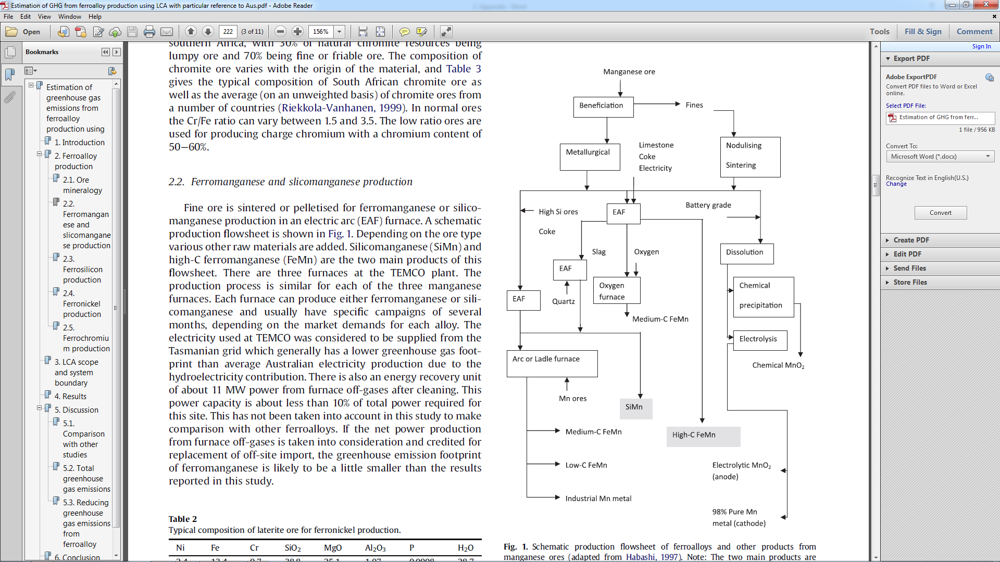 Estimation of GHG from ferroalloy production using LCA with particular reference to Aus.pdf - Adobe Reader
File Edit View Window Help
Open
222
(3 of 11)
156%
Tools
Fill & Sign
Comment
Sign In
Bookmarks
Estimation of
greenhouse gas
emissions from
ferroalloy
production using
1. Introduction
2. Ferroalloy
production
2.1. Ore
mineralogy
2.2.
Ferromangan
ese and
slicomangane
se production
2.3.
Ferrosilicon
production
2.4.
Ferronickel
production
2.5.
Ferrochromiu
m production
3. LCA scope
and system
boundary
4. Results
5. Discussion
5.1.
Comparison
with other
studies
5.2. Total
greenhouse
gas emissions
5.3. Reducing
greenhouse
gas emissions
from
ferroalloy
6. Conclusion
southern Africa, with 30% of natural chromite resources being
lumpy ore and 70% being fine or friable ore. The composition of
chromite ore varies with the origin of the material, and Table 3
gives the typical composition of South African chromite ore as
well as the average (on an unweighted basis) of chromite ores from
a number of countries (Riekkola-Vanhanen, 1999). In normal ores
the Cr/Fe ratio can vary between 1.5 and 3.5. The low ratio ores are
used for producing charge chromium with a chromium content of
50–60%.
2.2. Ferromanganese and slicomanganese production
Fine ore is sintered or pelletised for ferromanganese or silico-
manganese production in an electric arc (EAF) furnace. A schematic
production flowsheet is shown in Fig. 1. Depending on the ore type
various other raw materials are added. Silicomanganese (SiMn) and
high-C ferromanganese (FeMn) are the two main products of this
flowsheet. There are three furnaces at the TEMCO plant. The
production process is similar for each of the three manganese
furnaces. Each furnace can produce either ferromanganese or sili-
comanganese and usually have specific campaigns of several
months, depending on the market demands for each alloy. The
electricity used at TEMCO was considered to be supplied from the
Tasmanian grid which generally has a lower greenhouse gas foot-
print than average Australian electricity production due to the
hydroelectricity contribution. There is also an energy recovery unit
of about 11 MW power from furnace off-gases after cleaning. This
power capacity is about less than 10% of total power required for
this site. This has not been taken into account in this study to make
comparison with other ferroalloys. If the net power production
from furnace off-gases is taken into consideration and credited for
replacement of off-site import, the greenhouse emission footprint
of ferromanganese is likely to be a little smaller than the results
reported in this study.
Table 2
Typical composition of laterite ore for ferronickel production.
Ni Fe Cr SiO₂ MgO Al₂O₃ P H₂O
Manganese ore
Beneficiation
Fines
Metallurgical
Limestone
Coke
Electricity
Nodulising
Sintering
High Si ores
Coke
EAF
Battery grade
Slag
Oxygen
Dissolution
EAF
Quartz
Oxygen
furnace
EAF
Chemical
precipitation
Medium-C FeMn
Electrolysis
Arc or Ladle furnace
Chemical MnO₂
Mn ores
SiMn
Medium-C FeMn
High-C FeMn
Low-C FeMn
Electrolytic MnO₂
(anode)
Industrial Mn metal
98% Pure Mn
metal (cathode)
Fig. 1. Schematic production flowsheet of ferroalloys and other products from
manganese ores (adapted from Habashi, 1997). Note: The two main products are
Export PDF
Adobe ExportPDF
Convert PDF files to Word or Excel
online.
Select PDF File:
Estimation of GHG from ferr...
1 file / 956 KB
Convert To:
Microsoft Word (*.docx)
Recognize Text in English(U.S.)
Change
Convert
Create PDF
Edit PDF
Send Files
Store Files